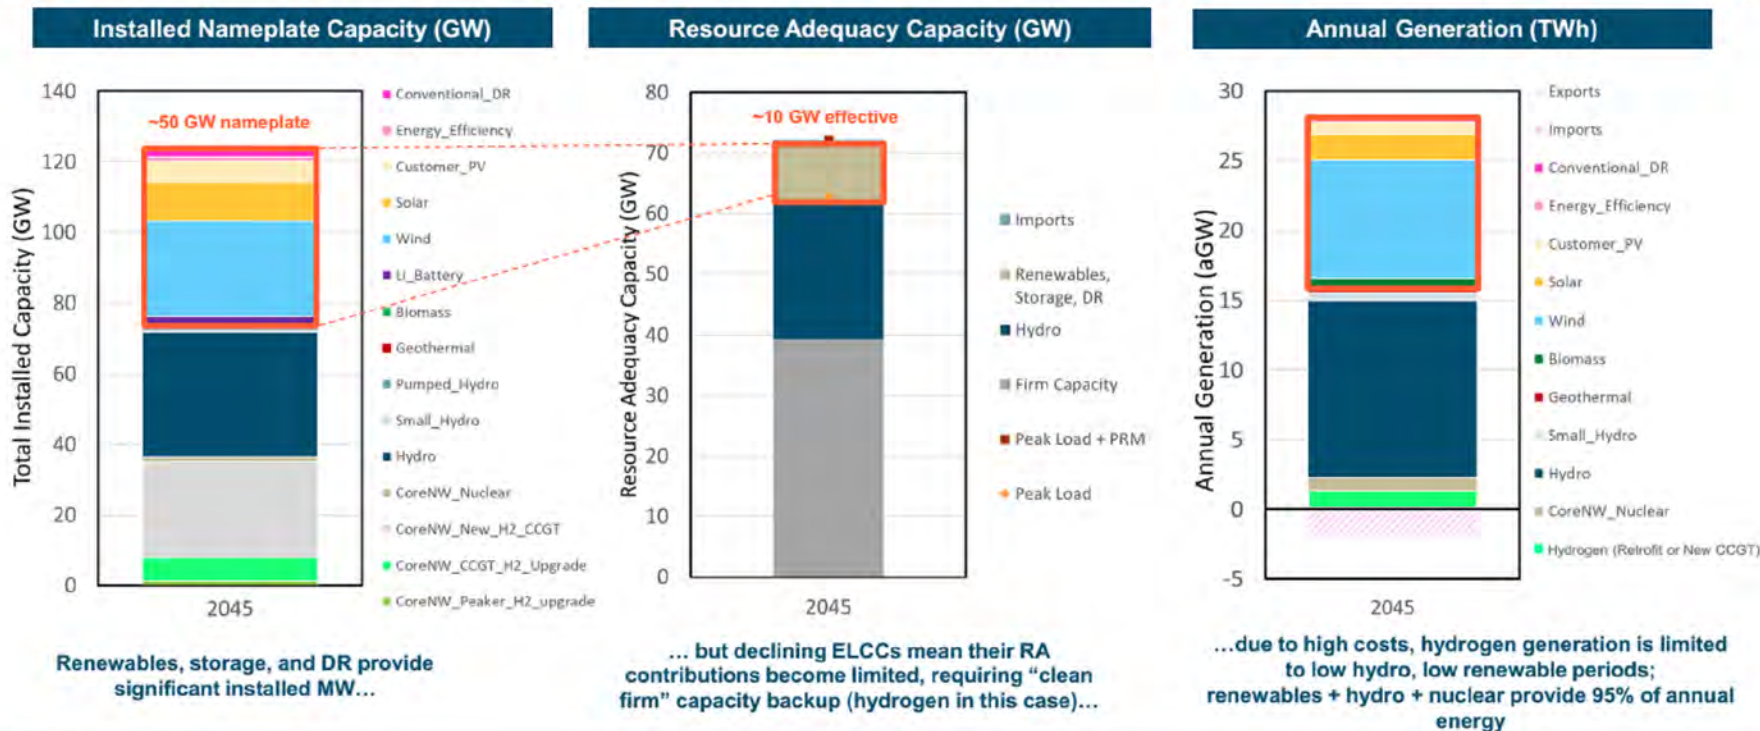 Installed Nameplate Capacity (GW)
Total Installed Capacity (GW)
140
120
100
80
60
40
20
0
~50 GW nameplate
2045
Conventional_DR
Energy_Efficiency
Customer_PV
Solar
Wind
Li_Battery
Biomass
Geothermal
Pumped_Hydro
Small_Hydro
Hydro
CoreNW_Nuclear
CoreNW_New_H2_CCGT
CoreNW_CCGT_H2_Upgrade
CoreNW_Peaker_H2_upgrade
Renewables, storage, and DR provide
significant installed MW...
Resource Adequacy Capacity (GW)
Resource Adequacy Capacity (GW)
80
70
60
50
40
30
20
10
0
~10 GW effective
2045
Imports
Renewables,
Storage, DR
Hydro
Firm Capacity
Peak Load + PRM
Peak Load
... but declining ELCCs mean their RA
contributions become limited, requiring “clean
firm” capacity backup (hydrogen in this case)...
Annual Generation (TWh)
Annual Generation (aGW)
30
25
20
15
10
5
0
-5
2045
Exports
Imports
Conventional_DR
Energy_Efficiency
Customer_PV
Solar
Wind
Biomass
Geothermal
Small_Hydro
Hydro
CoreNW_Nuclear
Hydrogen (Retrofit or New CCGT)
...due to high costs, hydrogen generation is limited
to low hydro, low renewable periods;
renewables + hydro + nuclear provide 95% of annual
energy